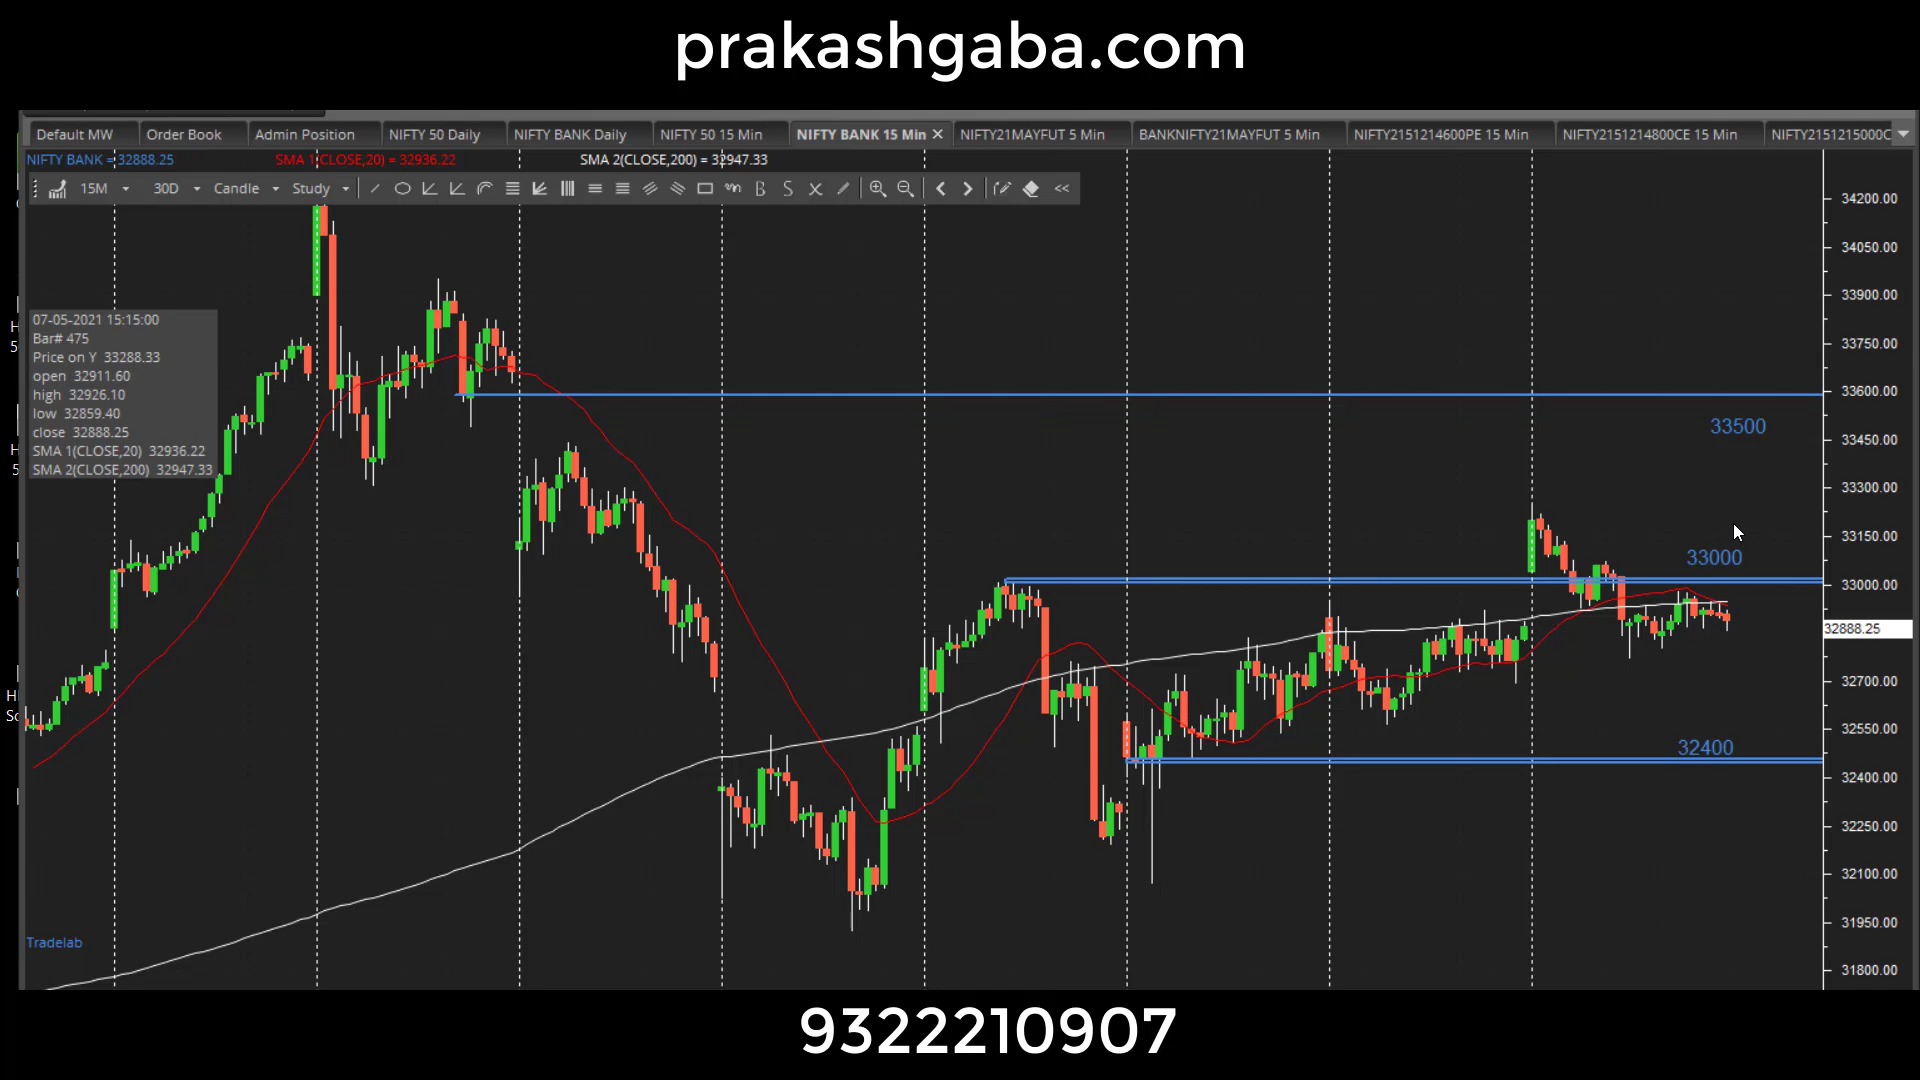 prakashgaba.com
Default MW Order Book Admin Position NIFTY 50 Daily NIFTY BANK Daily NIFTY 50 15 Min NIFTY BANK 15 Min NIFTY21MAYFUT 5 Min BANKNIFTY21MAYFUT 5 Min NIFTY2151214600PE 15 Min NIFTY2151214800CE 15 Min NIFTY2151215000C
NIFTY BANK = 32888.25 SMA 1(CLOSE,20) = 32936.22 SMA 2(CLOSE,200) = 32947.33
15M 30D Candle Study
34200.00
34050.00
33900.00
33750.00
33600.00
33450.00
33300.00
33150.00
33000.00
32888.25
32700.00
32550.00
32400.00
32250.00
32100.00
31950.00
31800.00
07-05-2021 15:15:00
Bar# 475
Price on Y 33288.33
open 32911.60
high 32926.10
low 32859.40
close 32888.25
SMA 1(CLOSE,20) 32936.22
SMA 2(CLOSE,200) 32947.33
33500
33000
32400
Tradelab
9322210907